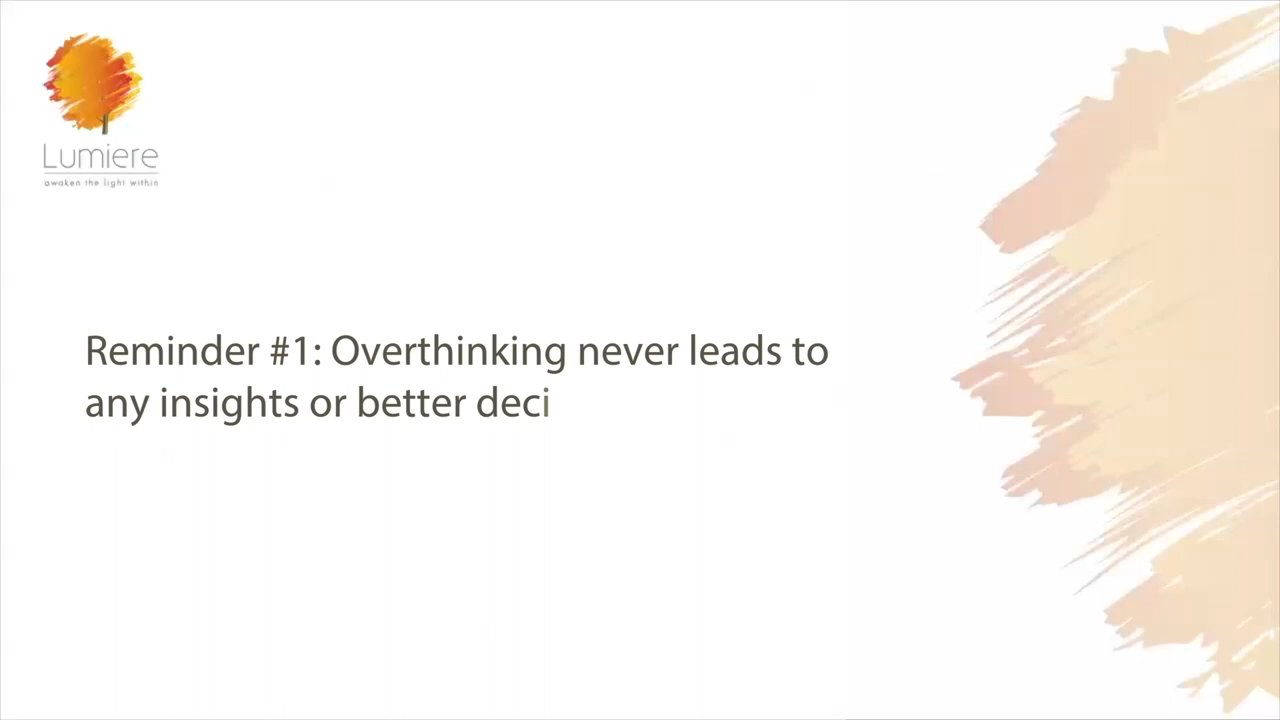 Lumiere
awaken the light within
Reminder #1: Overthinking never leads to
any insights or better deci